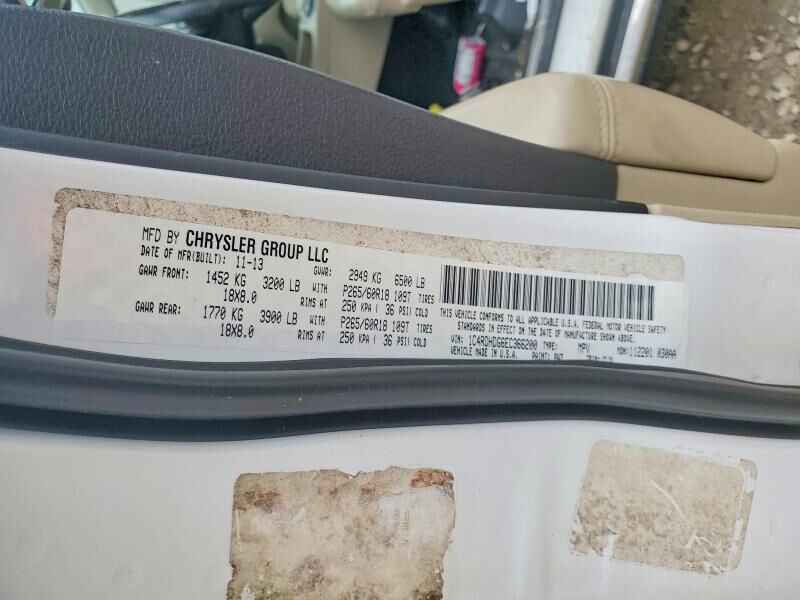 MFD BY CHRYSLER GROUP LLC
DATE OF MFR(BUILT): 11-13 GVWR: 2949 KG 6500 LB
GAWR FRONT: 1452 KG 3200 LB WITH P265/60R18 109T TIRES
18X8.0 RIMS AT 250 KPA ( 36 PSI) COLD
GAWR REAR: 1770 KG 3900 LB WITH P265/60R18 109T TIRES
18X8.0 RIMS AT 250 KPA ( 36 PSI) COLD
THIS VEHICLE CONFORMS TO ALL APPLICABLE U.S.A. FEDERAL MOTOR VEHICLE SAFETY
STANDARDS IN EFFECT ON THE DATE OF MANUFACTURE SHOWN ABOVE.
VIN: 1C4RDHDG6EC366200 TYPE: MPV MDH: 112201 030AA
VEHICLE MADE IN U.S.A. PAINT: PW7